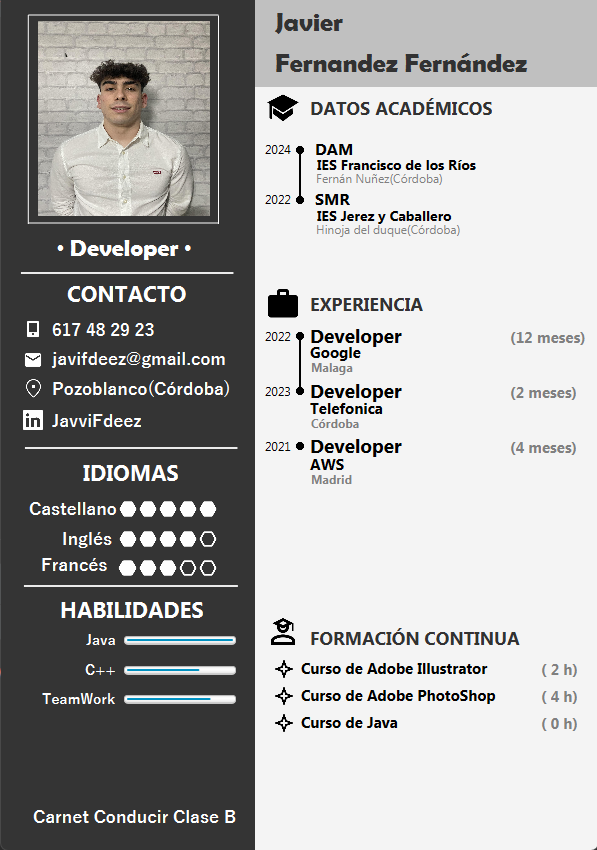 Javier
Fernandez Fernández
• Developer •
CONTACTO
617 48 29 23
javifdeez@gmail.com
Pozoblanco(Córdoba)
in JavviFdeez
IDIOMAS
Castellano
Inglés
Francés
HABILIDADES
Java
C++
TeamWork
Carnet Conducir Clase B
DATOS ACADÉMICOS
2024 DAM
IES Francisco de los Ríos
Fernán Nuñez(Córdoba)
2022 SMR
IES Jerez y Caballero
Hinoja del duque(Córdoba)
EXPERIENCIA
2022 Developer (12 meses)
Google
Malaga
2023 Developer (2 meses)
Telefonica
Córdoba
2021 Developer (4 meses)
AWS
Madrid
FORMACIÓN CONTINUA
Curso de Adobe Illustrator ( 2 h)
Curso de Adobe PhotoShop ( 4 h)
Curso de Java ( 0 h)